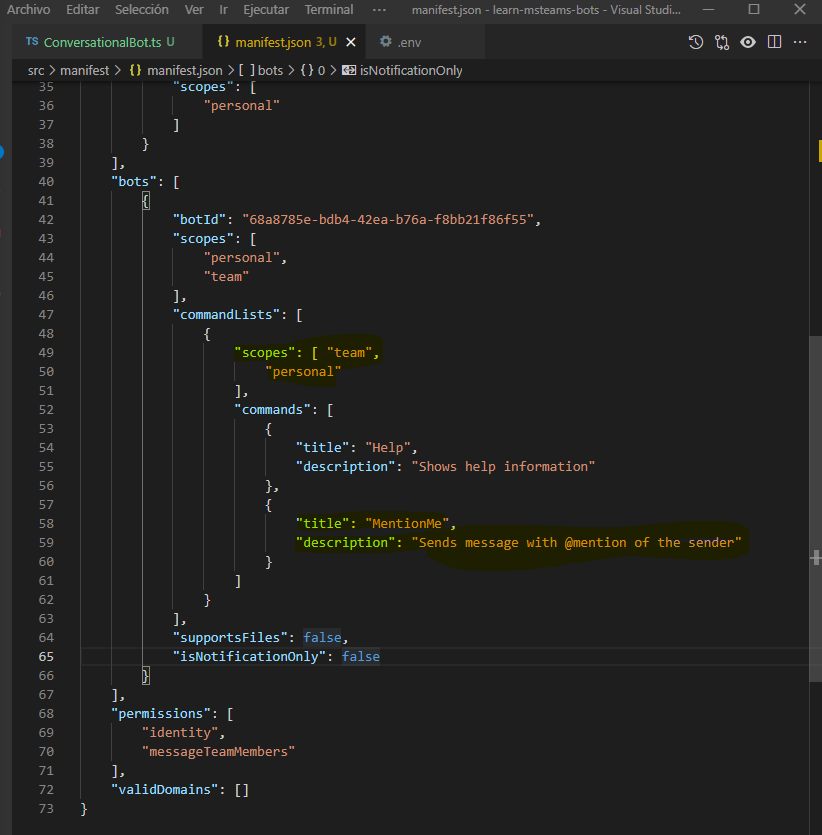 Archivo Editar Selección Ver Ir Ejecutar Terminal ··· manifest.json - learn-msteams-bots - Visual Studi...
TS ConversationalBot.ts U {} manifest.json 3, U .env
src > manifest > {} manifest.json > [ ] bots > {} 0 > isNotificationOnly
35 "scopes": [
36 "personal"
37 ]
38 }
39 ],
40 "bots": [
41 {
42 "botId": "68a8785e-bdb4-42ea-b76a-f8bb21f86f55",
43 "scopes": [
44 "personal",
45 "team"
46 ],
47 "commandLists": [
48 {
49 "scopes": [ "team",
50 "personal"
51 ],
52 "commands": [
53 {
54 "title": "Help",
55 "description": "Shows help information"
56 },
57 {
58 "title": "MentionMe",
59 "description": "Sends message with @mention of the sender"
60 }
61 ]
62 }
63 ],
64 "supportsFiles": false,
65 "isNotificationOnly": false
66 }
67 ],
68 "permissions": [
69 "identity",
70 "messageTeamMembers"
71 ],
72 "validDomains": []
73 }